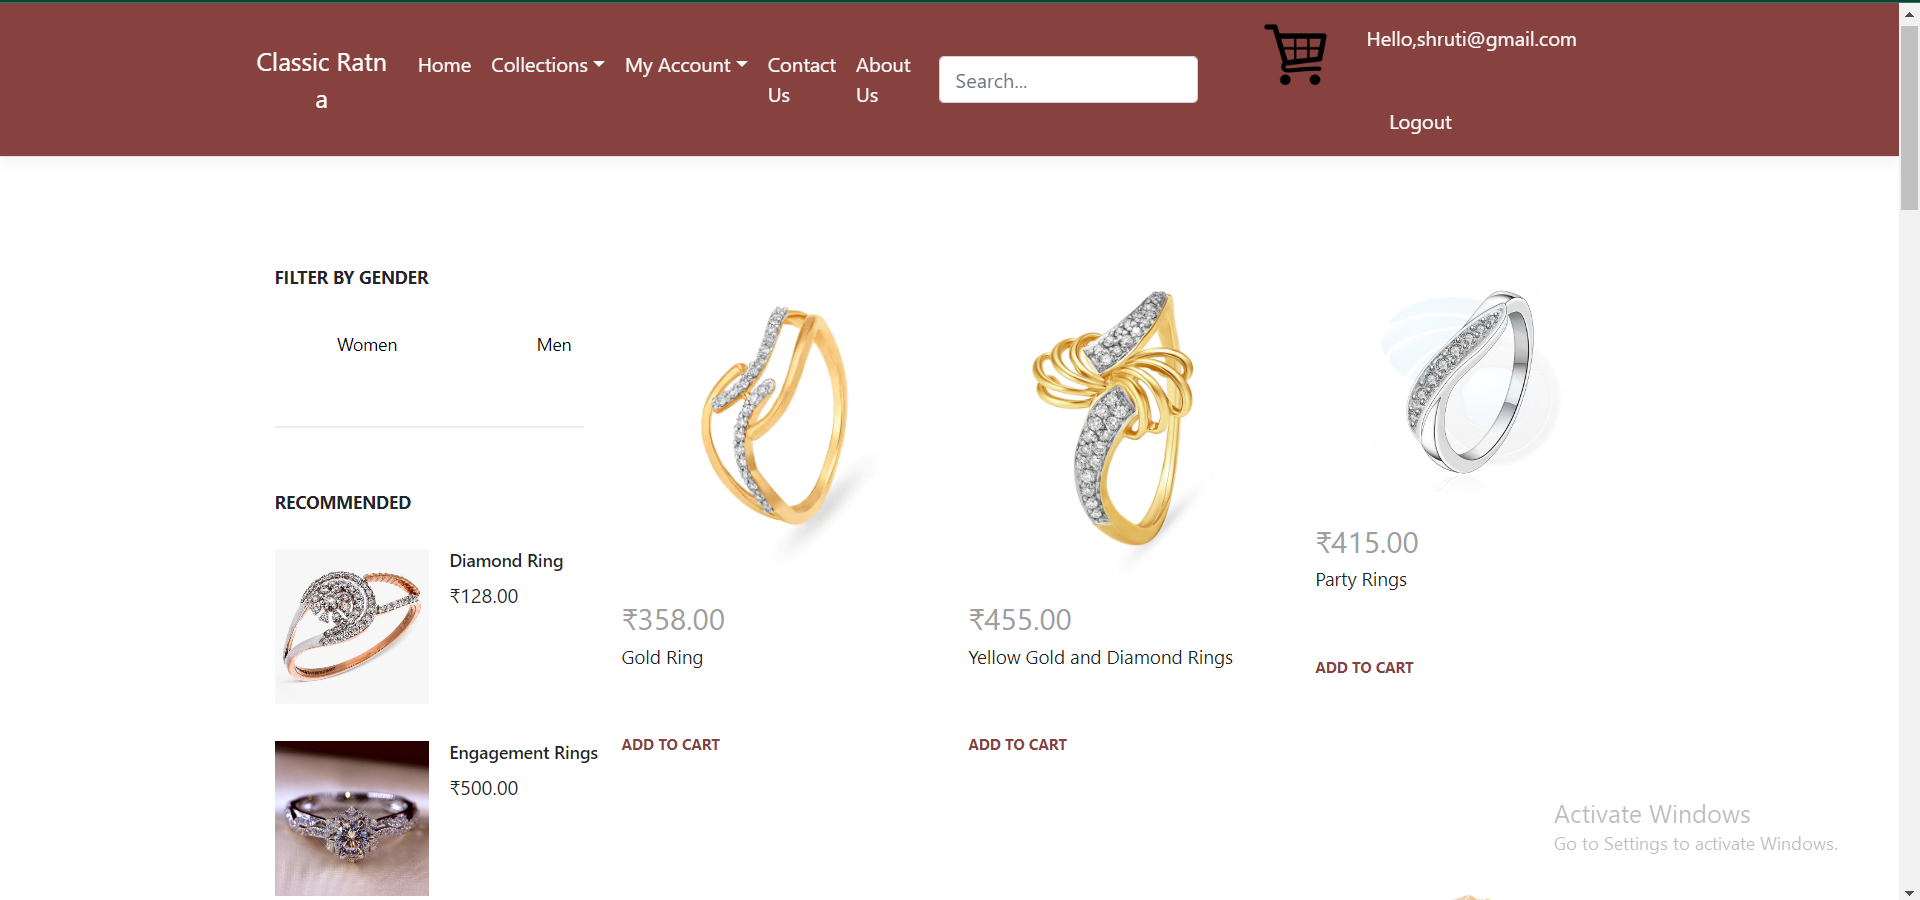 Classic Ratn
a
Home
Collections
My Account
Contact
Us
About
Us
Search...
Hello,shruti@gmail.com
Logout
FILTER BY GENDER
Women
Men
RECOMMENDED
Diamond Ring
₹128.00
Engagement Rings
₹500.00
₹358.00
Gold Ring
ADD TO CART
₹455.00
Yellow Gold and Diamond Rings
ADD TO CART
₹415.00
Party Rings
ADD TO CART
Activate Windows
Go to Settings to activate Windows.